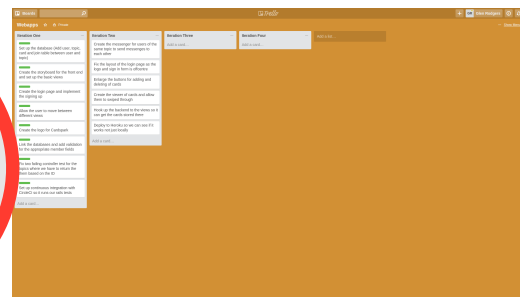 Boards
Trello
Webapps
Private
Iteration One
Set up the database (Add user, topic
card and join table between user and
topic)
Create the storyboard for the front end
and set up the basic views
Create the login page and implement
the signing up
Allow the user to move between
different views
Create the logo for Cardspark
Link the databases and add validation
for the appropriate member fields
Fix two failing controller test for the
topics where we have to return the
latest based on the ID
Set up continuous integration with
CircleCI so it runs our rails tests
Add a card...
Iteration Two
Create the messenger for users of the
same topic to send messages to
each other
Fix the layout of the login page as the
logo and sign in form is offcentre
Enlarge the buttons for adding and
deleting of cards
Create the viewer of cards and allow
them to swiped through
Hook up the backend to the views so it
can get the cards stored there
Deploy to Heroku so we can see if it
works not just locally
Add a card...
Iteration Three
Add a card...
Iteration Four
Add a card...
Add a list...